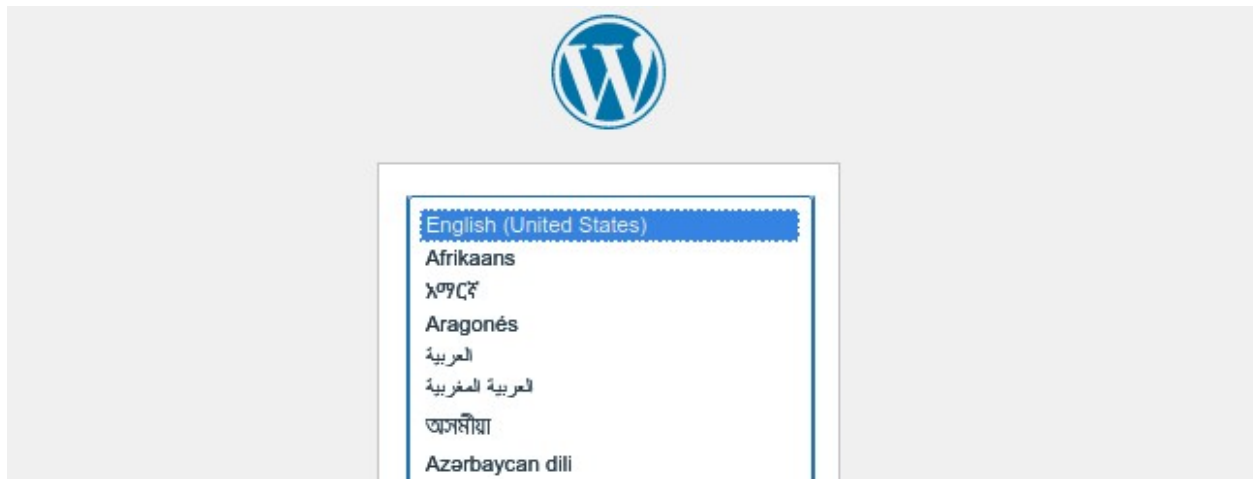 English (United States)
Afrikaans
አማርኛ
Aragonés
العربية
العربية المغربية
অসমীয়া
Azərbaycan dili